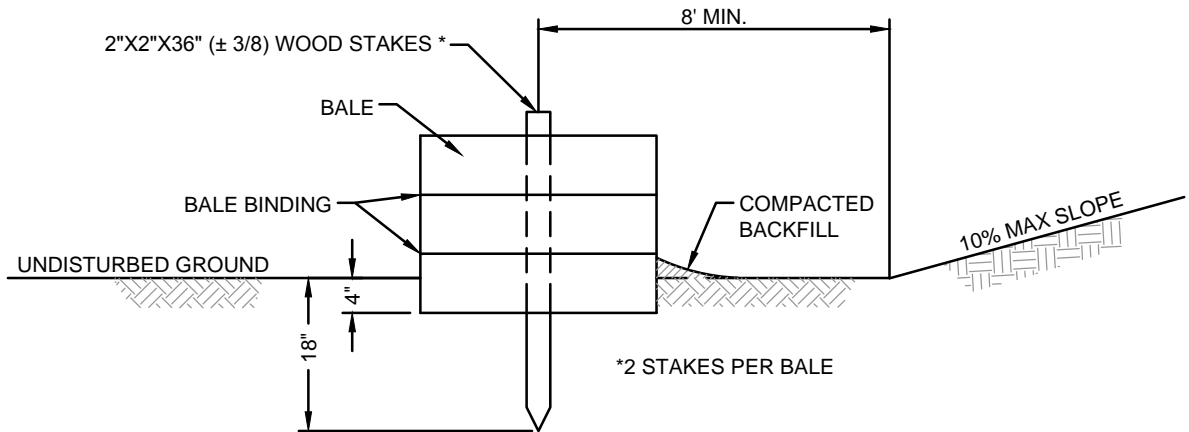 8' MIN.
2"X2"X36" (± 3/8) WOOD STAKES *
BALE
BALE BINDING
COMPACTED
BACKFILL
10% MAX SLOPE
UNDISTURBED GROUND
4"
18"
*2 STAKES PER BALE